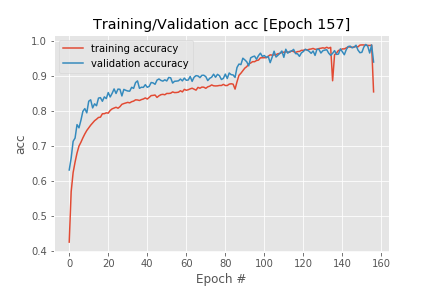 Training/Validation acc [Epoch 157]
training accuracy
validation accuracy
1.0
0.9
0.8
0.7
0.6
0.5
0.4
acc
0 20 40 60 80 100 120 140 160
Epoch #